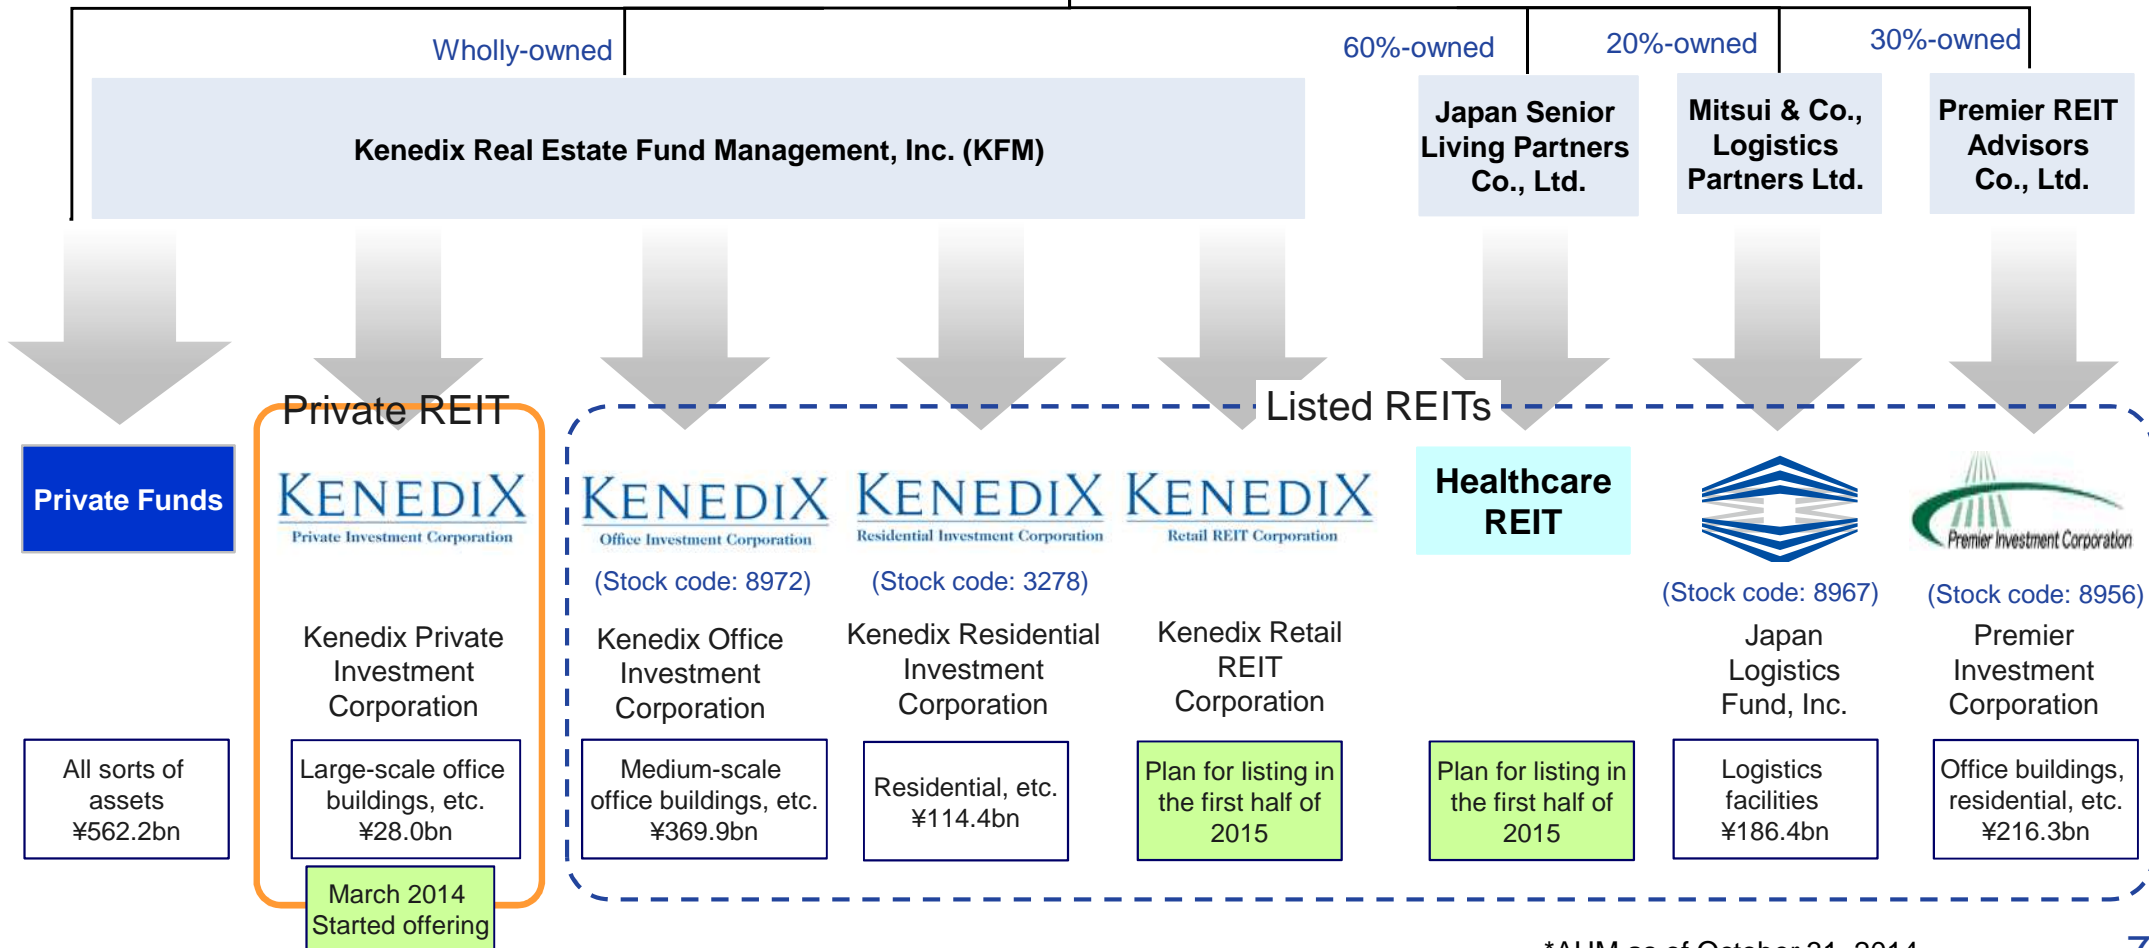 Wholly-owned
60%-owned
20%-owned
30%-owned
Kenedix Real Estate Fund Management, Inc. (KFM)
Japan Senior
Living Partners
Co., Ltd.
Mitsui & Co.,
Logistics
Partners Ltd.
Premier REIT
Advisors
Co., Ltd.
Private REIT
Listed REITs
Private Funds
KENEDIX
Private Investment Corporation
KENEDIX
Office Investment Corporation
KENEDIX
Residential Investment Corporation
KENEDIX
Retail REIT Corporation
Healthcare
REIT
Premier Investment Corporation
(Stock code: 8972)
(Stock code: 3278)
(Stock code: 8967)
(Stock code: 8956)
Kenedix Private
Investment
Corporation
Kenedix Office
Investment
Corporation
Kenedix Residential
Investment
Corporation
Kenedix Retail
REIT
Corporation
Japan
Logistics
Fund, Inc.
Premier
Investment
Corporation
All sorts of
assets
¥562.2bn
Large-scale office
buildings, etc.
¥28.0bn
Medium-scale
office buildings, etc.
¥369.9bn
Residential, etc.
¥114.4bn
Plan for listing in
the first half of
2015
Plan for listing in
the first half of
2015
Logistics
facilities
¥186.4bn
Office buildings,
residential, etc.
¥216.3bn
March 2014
Started offering
*AUM as of October 31, 2014
7